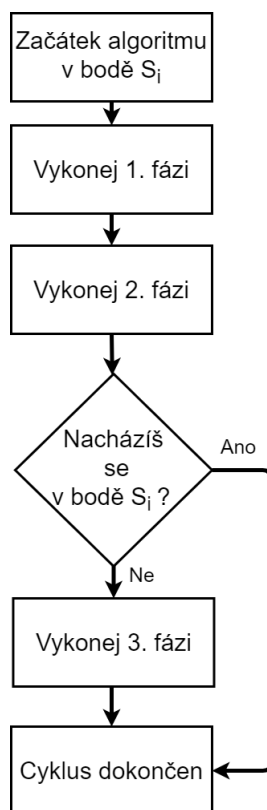 Začátek algoritmu
v bodě Si
Vykonej 1. fázi
Vykonej 2. fázi
Nacházíš
se
v bodě Si ?
Ano
Ne
Vykonej 3. fázi
Cyklus dokončen